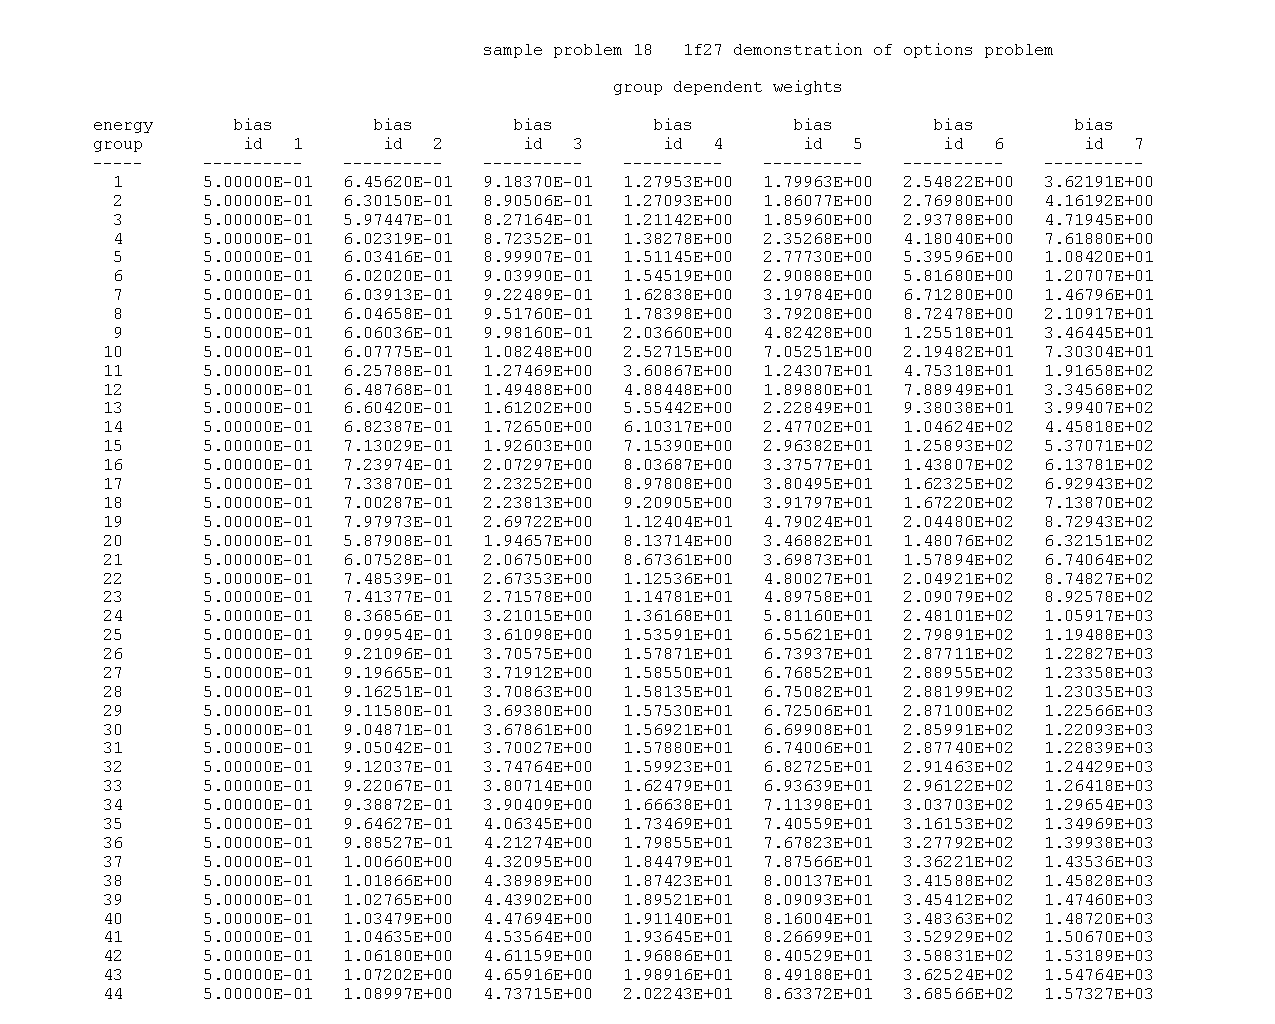 sample problem 18   1f27 demonstration of options problem
group dependent weights
energy bias bias bias bias bias bias bias
group id 1 id 2 id 3 id 4 id 5 id 6 id 7
----- ---------- ---------- ---------- ---------- ---------- ---------- ----------
1 5.00000E-01 6.45620E-01 9.18370E-01 1.27953E+00 1.79963E+00 2.54822E+00 3.62191E+00
2 5.00000E-01 6.30150E-01 8.90506E-01 1.27093E+00 1.86077E+00 2.76980E+00 4.16192E+00
3 5.00000E-01 5.97447E-01 8.27164E-01 1.21142E+00 1.85960E+00 2.93788E+00 4.71945E+00
4 5.00000E-01 6.02319E-01 8.72352E-01 1.38278E+00 2.35268E+00 4.18040E+00 7.61880E+00
5 5.00000E-01 6.03416E-01 8.99907E-01 1.51145E+00 2.77730E+00 5.39596E+00 1.08420E+01
6 5.00000E-01 6.02020E-01 9.03990E-01 1.54519E+00 2.90888E+00 5.81680E+00 1.20707E+01
7 5.00000E-01 6.03913E-01 9.22489E-01 1.62838E+00 3.19784E+00 6.71280E+00 1.46796E+01
8 5.00000E-01 6.04658E-01 9.51760E-01 1.78398E+00 3.79208E+00 8.72478E+00 2.10917E+01
9 5.00000E-01 6.06036E-01 9.98160E-01 2.03660E+00 4.82428E+00 1.25518E+01 3.46445E+01
10 5.00000E-01 6.07775E-01 1.08248E+00 2.52715E+00 7.05251E+00 2.19482E+01 7.30304E+01
11 5.00000E-01 6.25788E-01 1.27469E+00 3.60867E+00 1.24307E+01 4.75318E+01 1.91658E+02
12 5.00000E-01 6.48768E-01 1.49488E+00 4.88448E+00 1.89880E+01 7.88949E+01 3.34568E+02
13 5.00000E-01 6.60420E-01 1.61202E+00 5.55442E+00 2.22849E+01 9.38038E+01 3.99407E+02
14 5.00000E-01 6.82387E-01 1.72650E+00 6.10317E+00 2.47702E+01 1.04624E+02 4.45818E+02
15 5.00000E-01 7.13029E-01 1.92603E+00 7.15390E+00 2.96382E+01 1.25893E+02 5.37071E+02
16 5.00000E-01 7.23974E-01 2.07297E+00 8.03687E+00 3.37577E+01 1.43807E+02 6.13781E+02
17 5.00000E-01 7.33870E-01 2.23252E+00 8.97808E+00 3.80495E+01 1.62325E+02 6.92943E+02
18 5.00000E-01 7.00287E-01 2.23813E+00 9.20905E+00 3.91797E+01 1.67220E+02 7.13870E+02
19 5.00000E-01 7.97973E-01 2.69722E+00 1.12404E+01 4.79024E+01 2.04480E+02 8.72943E+02
20 5.00000E-01 5.87908E-01 1.94657E+00 8.13714E+00 3.46882E+01 1.48076E+02 6.32151E+02
21 5.00000E-01 6.07528E-01 2.06750E+00 8.67361E+00 3.69873E+01 1.57894E+02 6.74064E+02
22 5.00000E-01 7.48539E-01 2.67353E+00 1.12536E+01 4.80027E+01 2.04921E+02 8.74827E+02
23 5.00000E-01 7.41377E-01 2.71578E+00 1.14781E+01 4.89758E+01 2.09079E+02 8.92578E+02
24 5.00000E-01 8.36856E-01 3.21015E+00 1.36168E+01 5.81160E+01 2.48101E+02 1.05917E+03
25 5.00000E-01 9.09954E-01 3.61098E+00 1.53591E+01 6.55621E+01 2.79891E+02 1.19488E+03
26 5.00000E-01 9.21096E-01 3.70575E+00 1.57871E+01 6.73937E+01 2.87711E+02 1.22827E+03
27 5.00000E-01 9.19665E-01 3.71912E+00 1.58550E+01 6.76852E+01 2.88955E+02 1.23358E+03
28 5.00000E-01 9.16251E-01 3.70863E+00 1.58135E+01 6.75082E+01 2.88199E+02 1.23035E+03
29 5.00000E-01 9.11580E-01 3.69380E+00 1.57530E+01 6.72506E+01 2.87100E+02 1.22566E+03
30 5.00000E-01 9.04871E-01 3.67861E+00 1.56921E+01 6.69908E+01 2.85991E+02 1.22093E+03
31 5.00000E-01 9.05042E-01 3.70027E+00 1.57880E+01 6.74006E+01 2.87740E+02 1.22839E+03
32 5.00000E-01 9.12037E-01 3.74764E+00 1.59923E+01 6.82725E+01 2.91463E+02 1.24429E+03
33 5.00000E-01 9.22067E-01 3.80714E+00 1.62479E+01 6.93639E+01 2.96122E+02 1.26418E+03
34 5.00000E-01 9.38872E-01 3.90409E+00 1.66638E+01 7.11398E+01 3.03703E+02 1.29654E+03
35 5.00000E-01 9.64627E-01 4.06345E+00 1.73469E+01 7.40559E+01 3.16153E+02 1.34969E+03
36 5.00000E-01 9.88527E-01 4.21274E+00 1.79855E+01 7.67823E+01 3.27792E+02 1.39938E+03
37 5.00000E-01 1.00660E+00 4.32095E+00 1.84479E+01 7.87566E+01 3.36221E+02 1.43536E+03
38 5.00000E-01 1.01866E+00 4.38989E+00 1.87423E+01 8.00137E+01 3.41588E+02 1.45828E+03
39 5.00000E-01 1.02765E+00 4.43902E+00 1.89521E+01 8.09093E+01 3.45412E+02 1.47460E+03
40 5.00000E-01 1.03479E+00 4.47694E+00 1.91140E+01 8.16004E+01 3.48363E+02 1.48720E+03
41 5.00000E-01 1.04635E+00 4.53564E+00 1.93645E+01 8.26699E+01 3.52929E+02 1.50670E+03
42 5.00000E-01 1.06180E+00 4.61159E+00 1.96886E+01 8.40529E+01 3.58831E+02 1.53189E+03
43 5.00000E-01 1.07202E+00 4.65916E+00 1.98916E+01 8.49188E+01 3.62524E+02 1.54764E+03
44 5.00000E-01 1.08997E+00 4.73715E+00 2.02243E+01 8.63372E+01 3.68566E+02 1.57327E+03